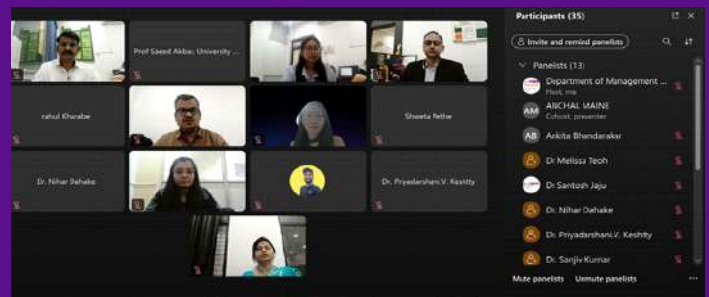 Prof Saeed Akbar, University ...
rahul Kharabe
Shweta Pethe
Dr. Nihar Dahake
Dr. Priyadarshani.V. Keshtty
Participants (35)
Invite and remied panelists
Panelists (13)
Department of Management ...
Host, me
AM
ANCHAL MAINE
Cohost, presenter
AB
Ankita Bhandarakar
Dr Melissa Teoh
Dr Santosh Jaju
Dr. Nihar Dahake
Dr. Priyadarshani.V. Keshtty
Dr. Sanjiv Kumar
Mute panelists Unmute panelists
...